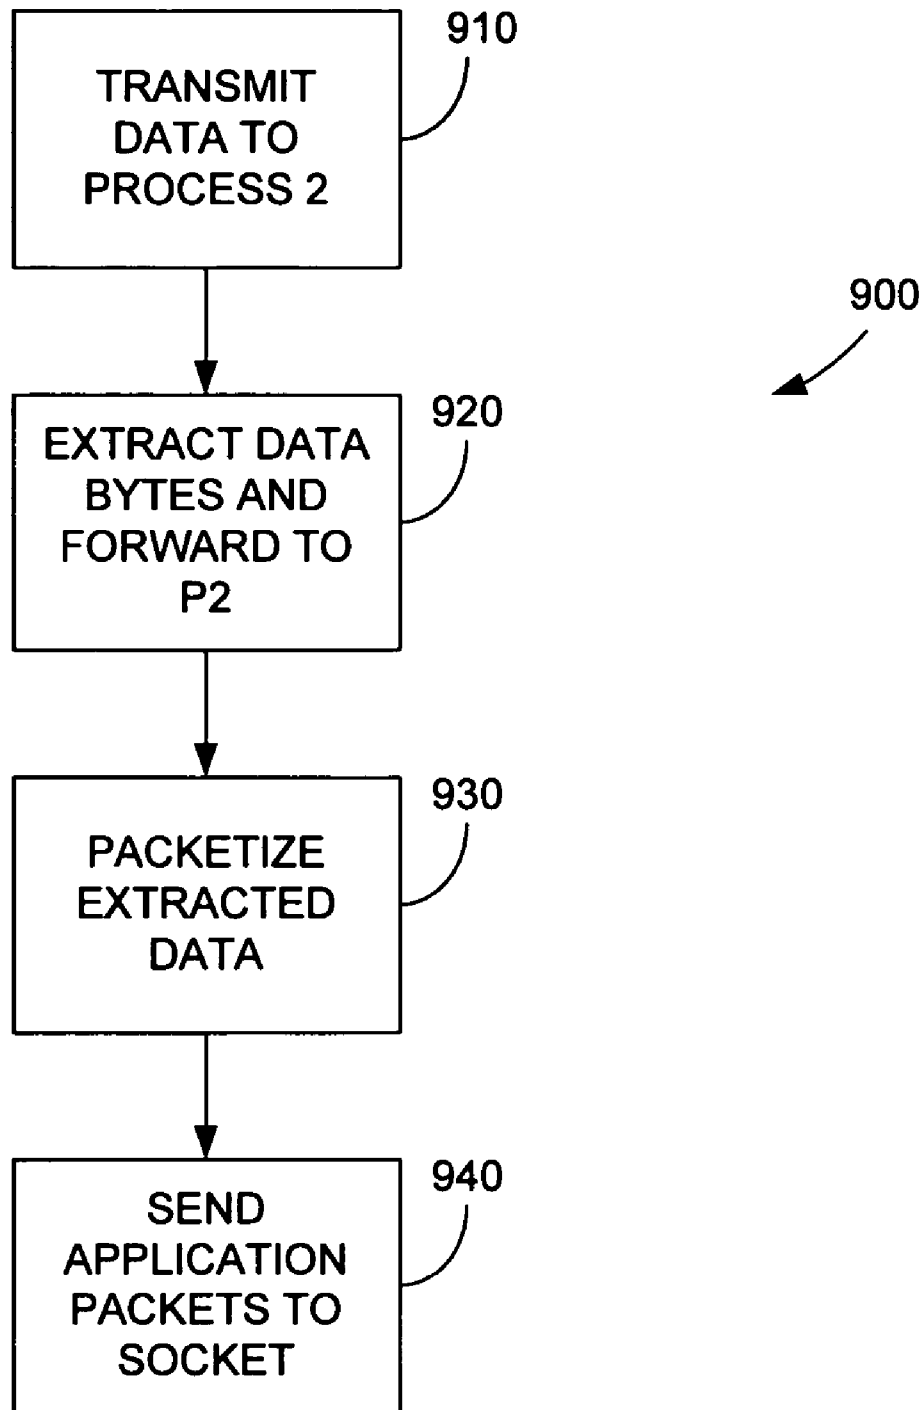 910
TRANSMIT
DATA TO
PROCESS 2
900
920
EXTRACT DATA
BYTES AND
FORWARD TO
P2
930
PACKETIZE
EXTRACTED
DATA
940
SEND
APPLICATION
PACKETS TO
SOCKET